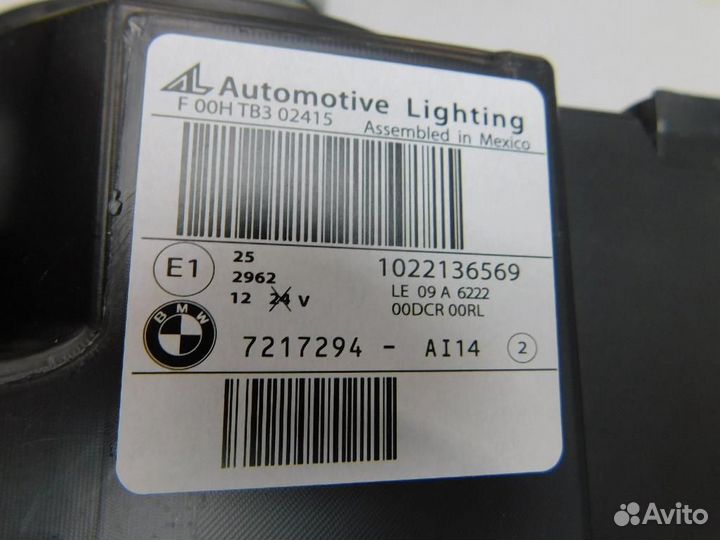 AL Automotive Lighting
F 00H TB3 02415
Assembled in Mexico
E1
25
2962
12 24 V
1022136569
LE 09 A 6222
00DCR 00RL
BMW
7217294 - AI14 2
Avito